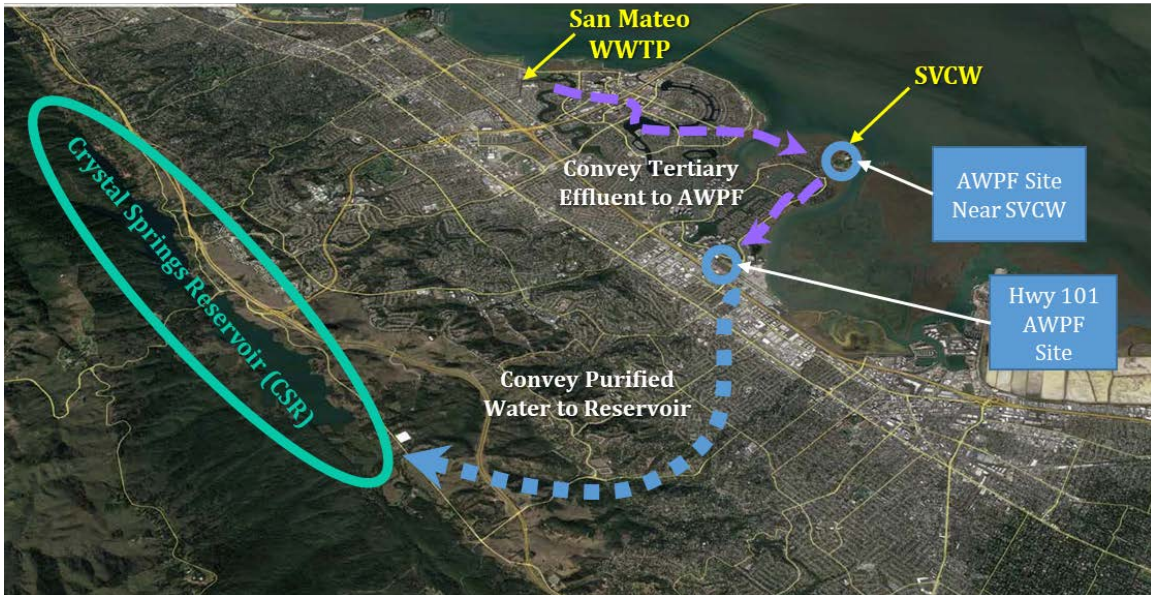 San Mateo
WWTP
SVCW
Convey Tertiary
Effluent to AWPF
AWPF Site
Near SVCW
Hwy 101
AWPF
Site
Crystal Springs Reservoir (CSR)
Convey Purified
Water to Reservoir